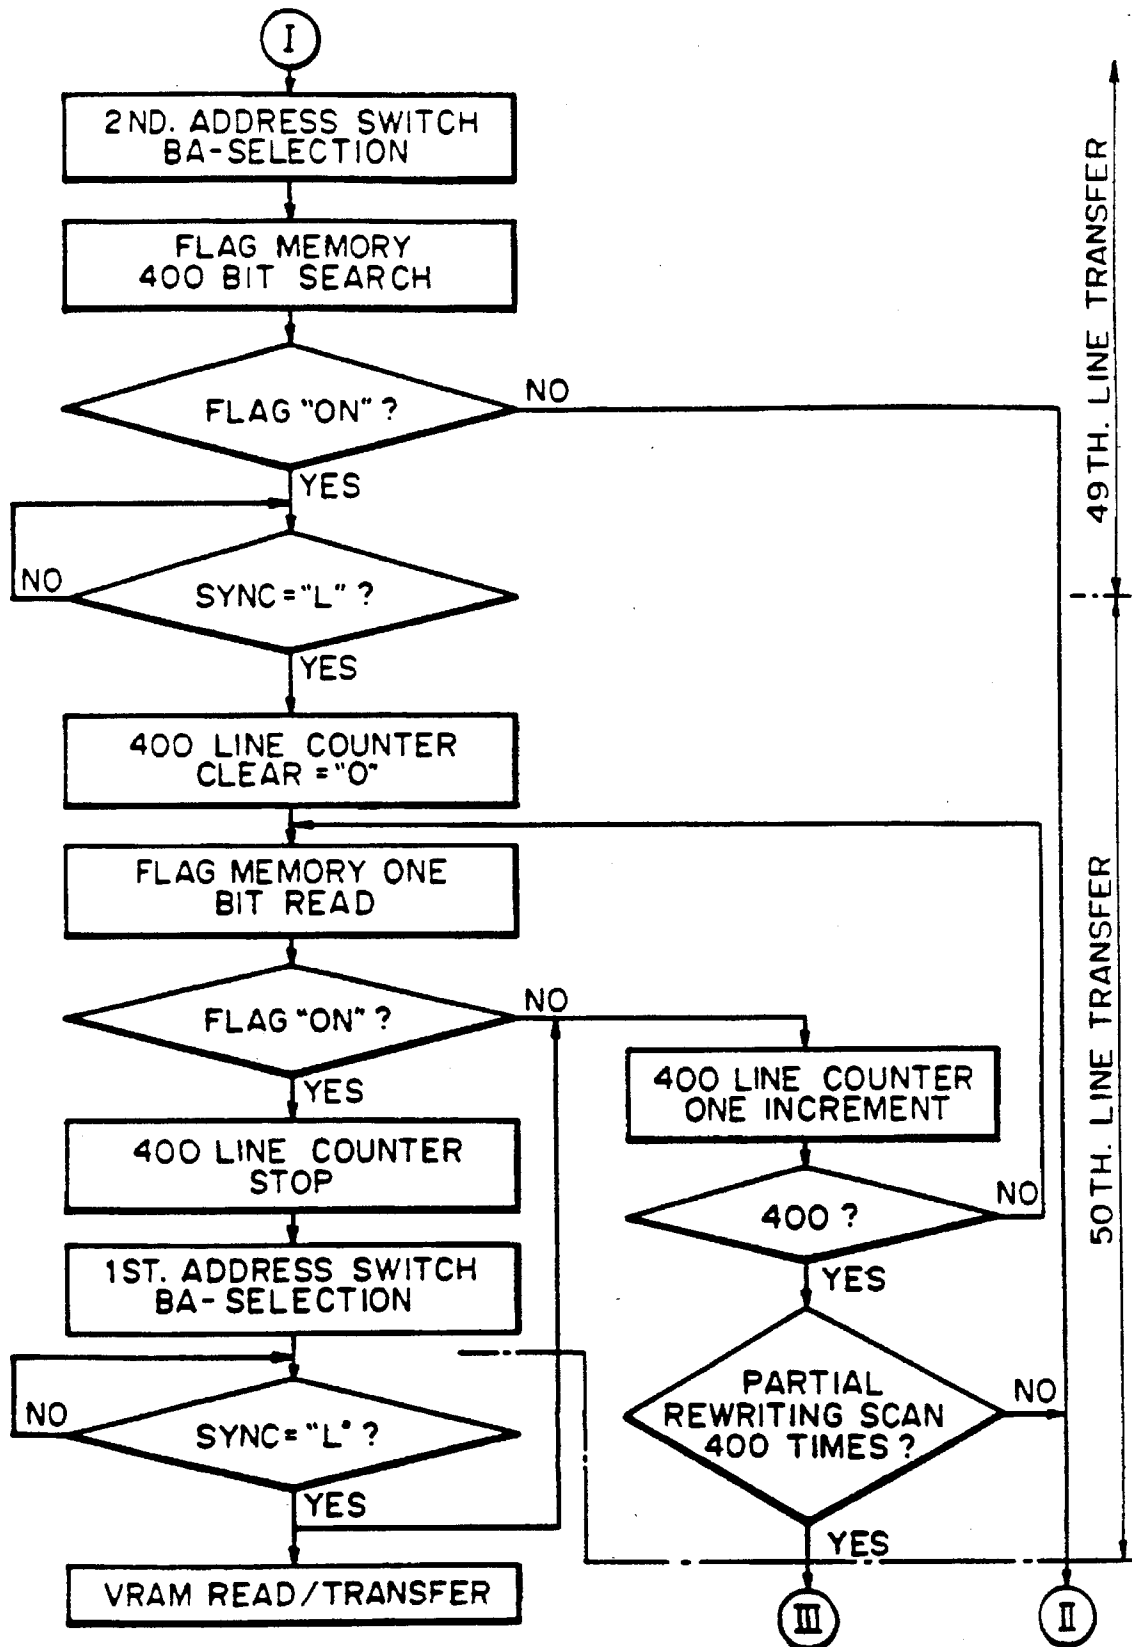 I
2ND. ADDRESS SWITCH
BA-SELECTION
FLAG MEMORY
400 BIT SEARCH
FLAG "ON" ?
NO
YES
SYNC = "L" ?
NO
YES
49TH. LINE TRANSFER
400 LINE COUNTER
CLEAR = "0"
FLAG MEMORY ONE
BIT READ
FLAG "ON" ?
NO
YES
400 LINE COUNTER
ONE INCREMENT
400 LINE COUNTER
STOP
400 ?
NO
YES
1ST. ADDRESS SWITCH
BA-SELECTION
SYNC = "L" ?
NO
YES
PARTIAL
REWRITING SCAN
400 TIMES ?
NO
YES
50TH. LINE TRANSFER
VRAM READ/TRANSFER
III
II